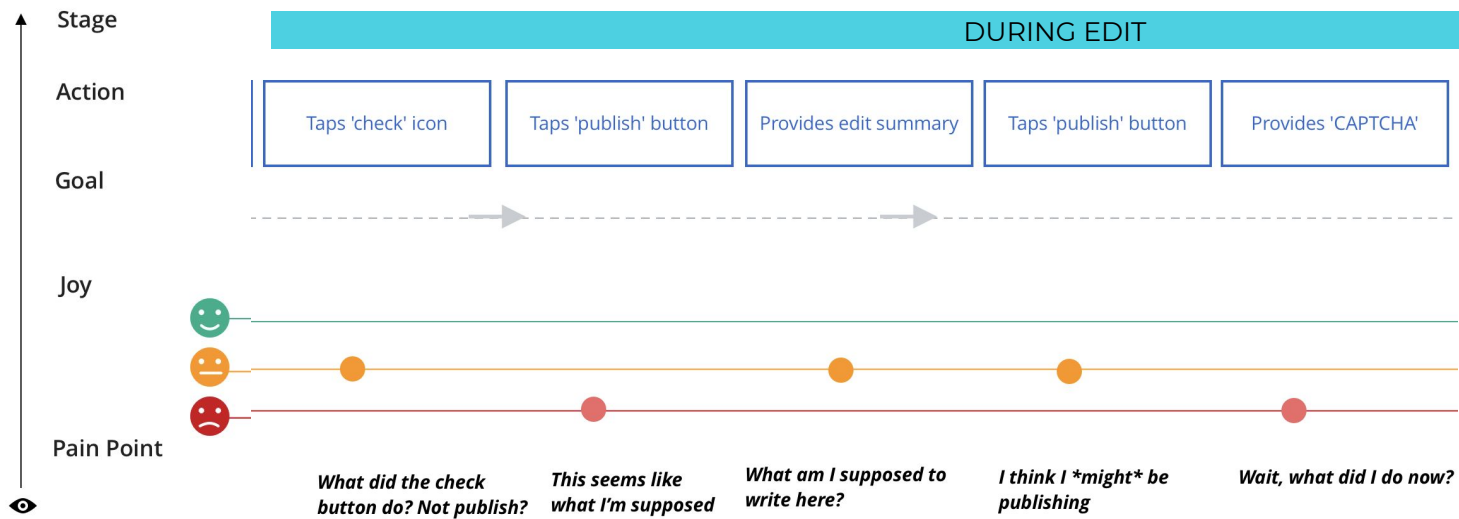 Stage
DURING EDIT
Action
Taps 'check' icon
Taps 'publish' button
Provides edit summary
Taps 'publish' button
Provides 'CAPTCHA'
Goal
Joy
Pain Point
What did the check
button do? Not publish?
This seems like
what I’m supposed
What am I supposed to
write here?
I think I *might* be
publishing
Wait, what did I do now?